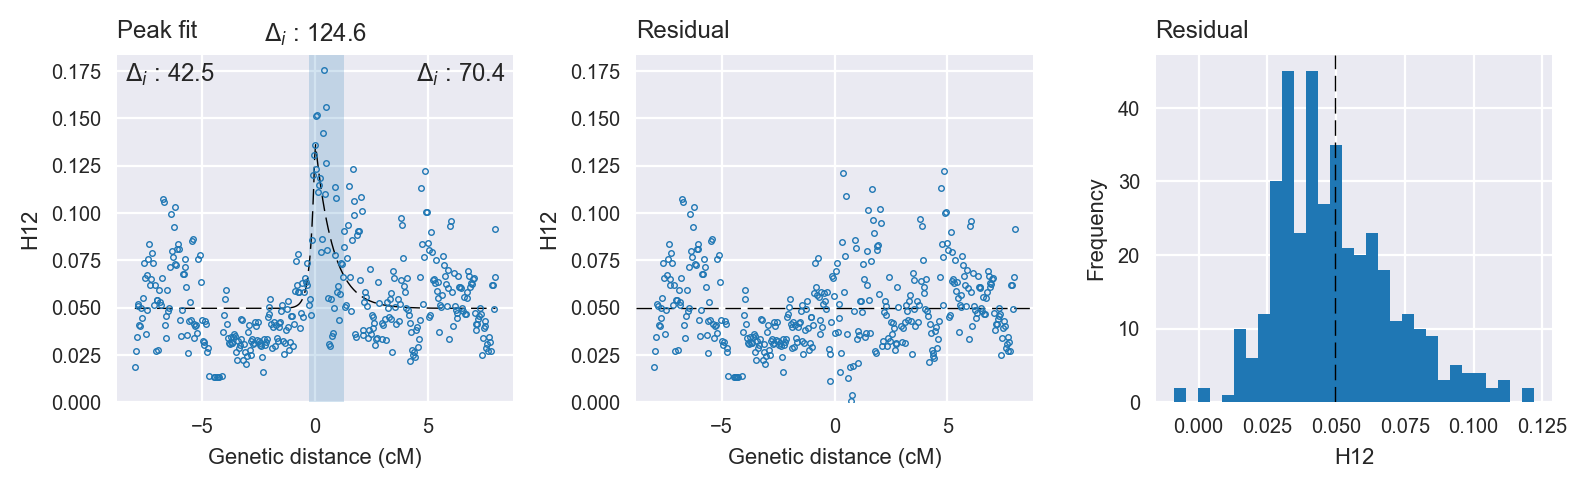 Peak fit
Δi : 124.6
Δi : 42.5
Δi : 70.4
H12
0.175
0.150
0.125
0.100
0.075
0.050
0.025
0.000
−5
0
5
Genetic distance (cM)
Residual
H12
0.175
0.150
0.125
0.100
0.075
0.050
0.025
0.000
−5
0
5
Genetic distance (cM)
Residual
Frequency
40
30
20
10
0
0.000
0.025
0.050
0.075
0.100
0.125
H12